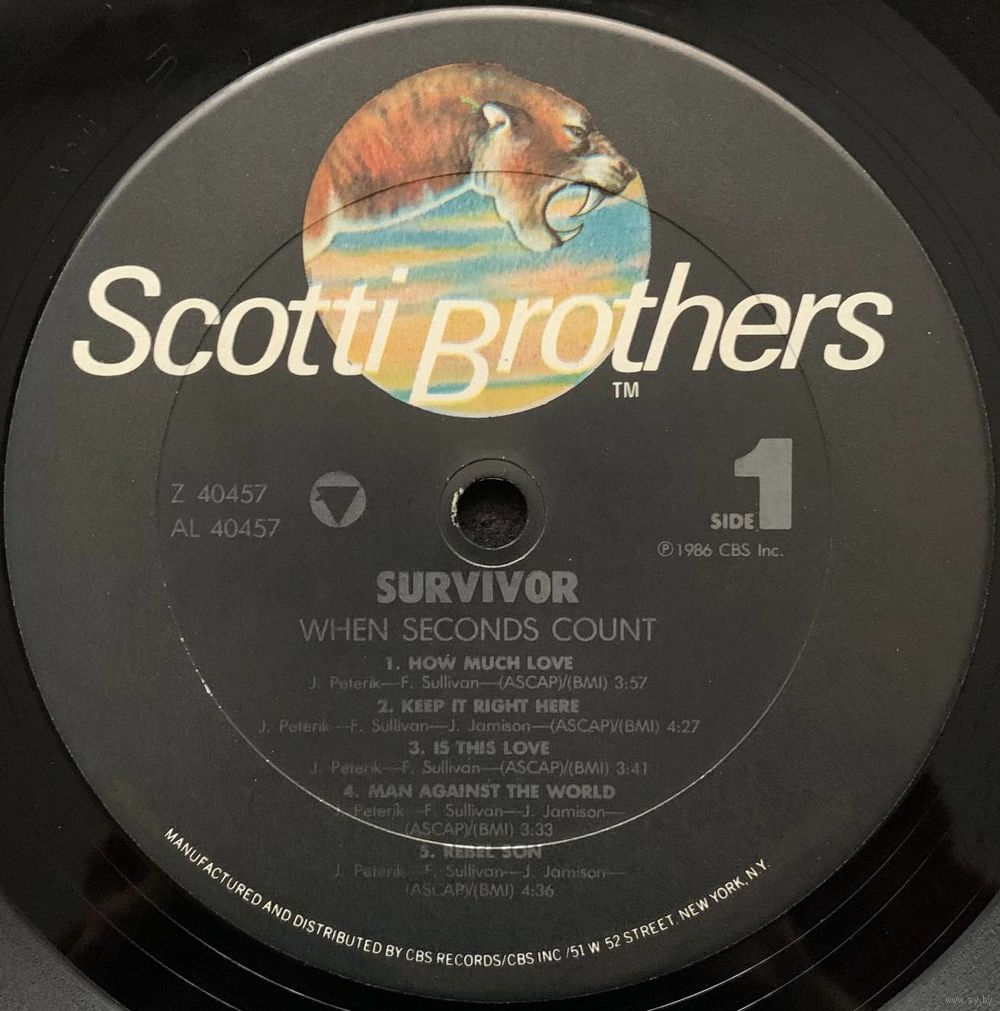 Scotti Brothers
TM
Z 40457
AL 40457
SIDE 1
℗ 1986 CBS Inc.
SURVIVOR
WHEN SECONDS COUNT
1. HOW MUCH LOVE
J. Peterik—F. Sullivan—(ASCAP)/(BMI) 3:57
2. KEEP IT RIGHT HERE
J. Peterik—F. Sullivan—J. Jamison—(ASCAP)/(BMI) 4:27
3. IS THIS LOVE
J. Peterik—F. Sullivan—(ASCAP)/(BMI) 3:41
4. MAN AGAINST THE WORLD
Peterik—F. Sullivan—J. Jamison—
(ASCAP)/(BMI) 3:33
5. REBEL SON
J. Peterik—F. Sullivan—J. Jamison—
(ASCAP)/(BMI) 4:36
MANUFACTURED AND DISTRIBUTED BY CBS RECORDS/CBS INC /51 W 52 STREET, NEW YORK, N.Y.
www.ay.by